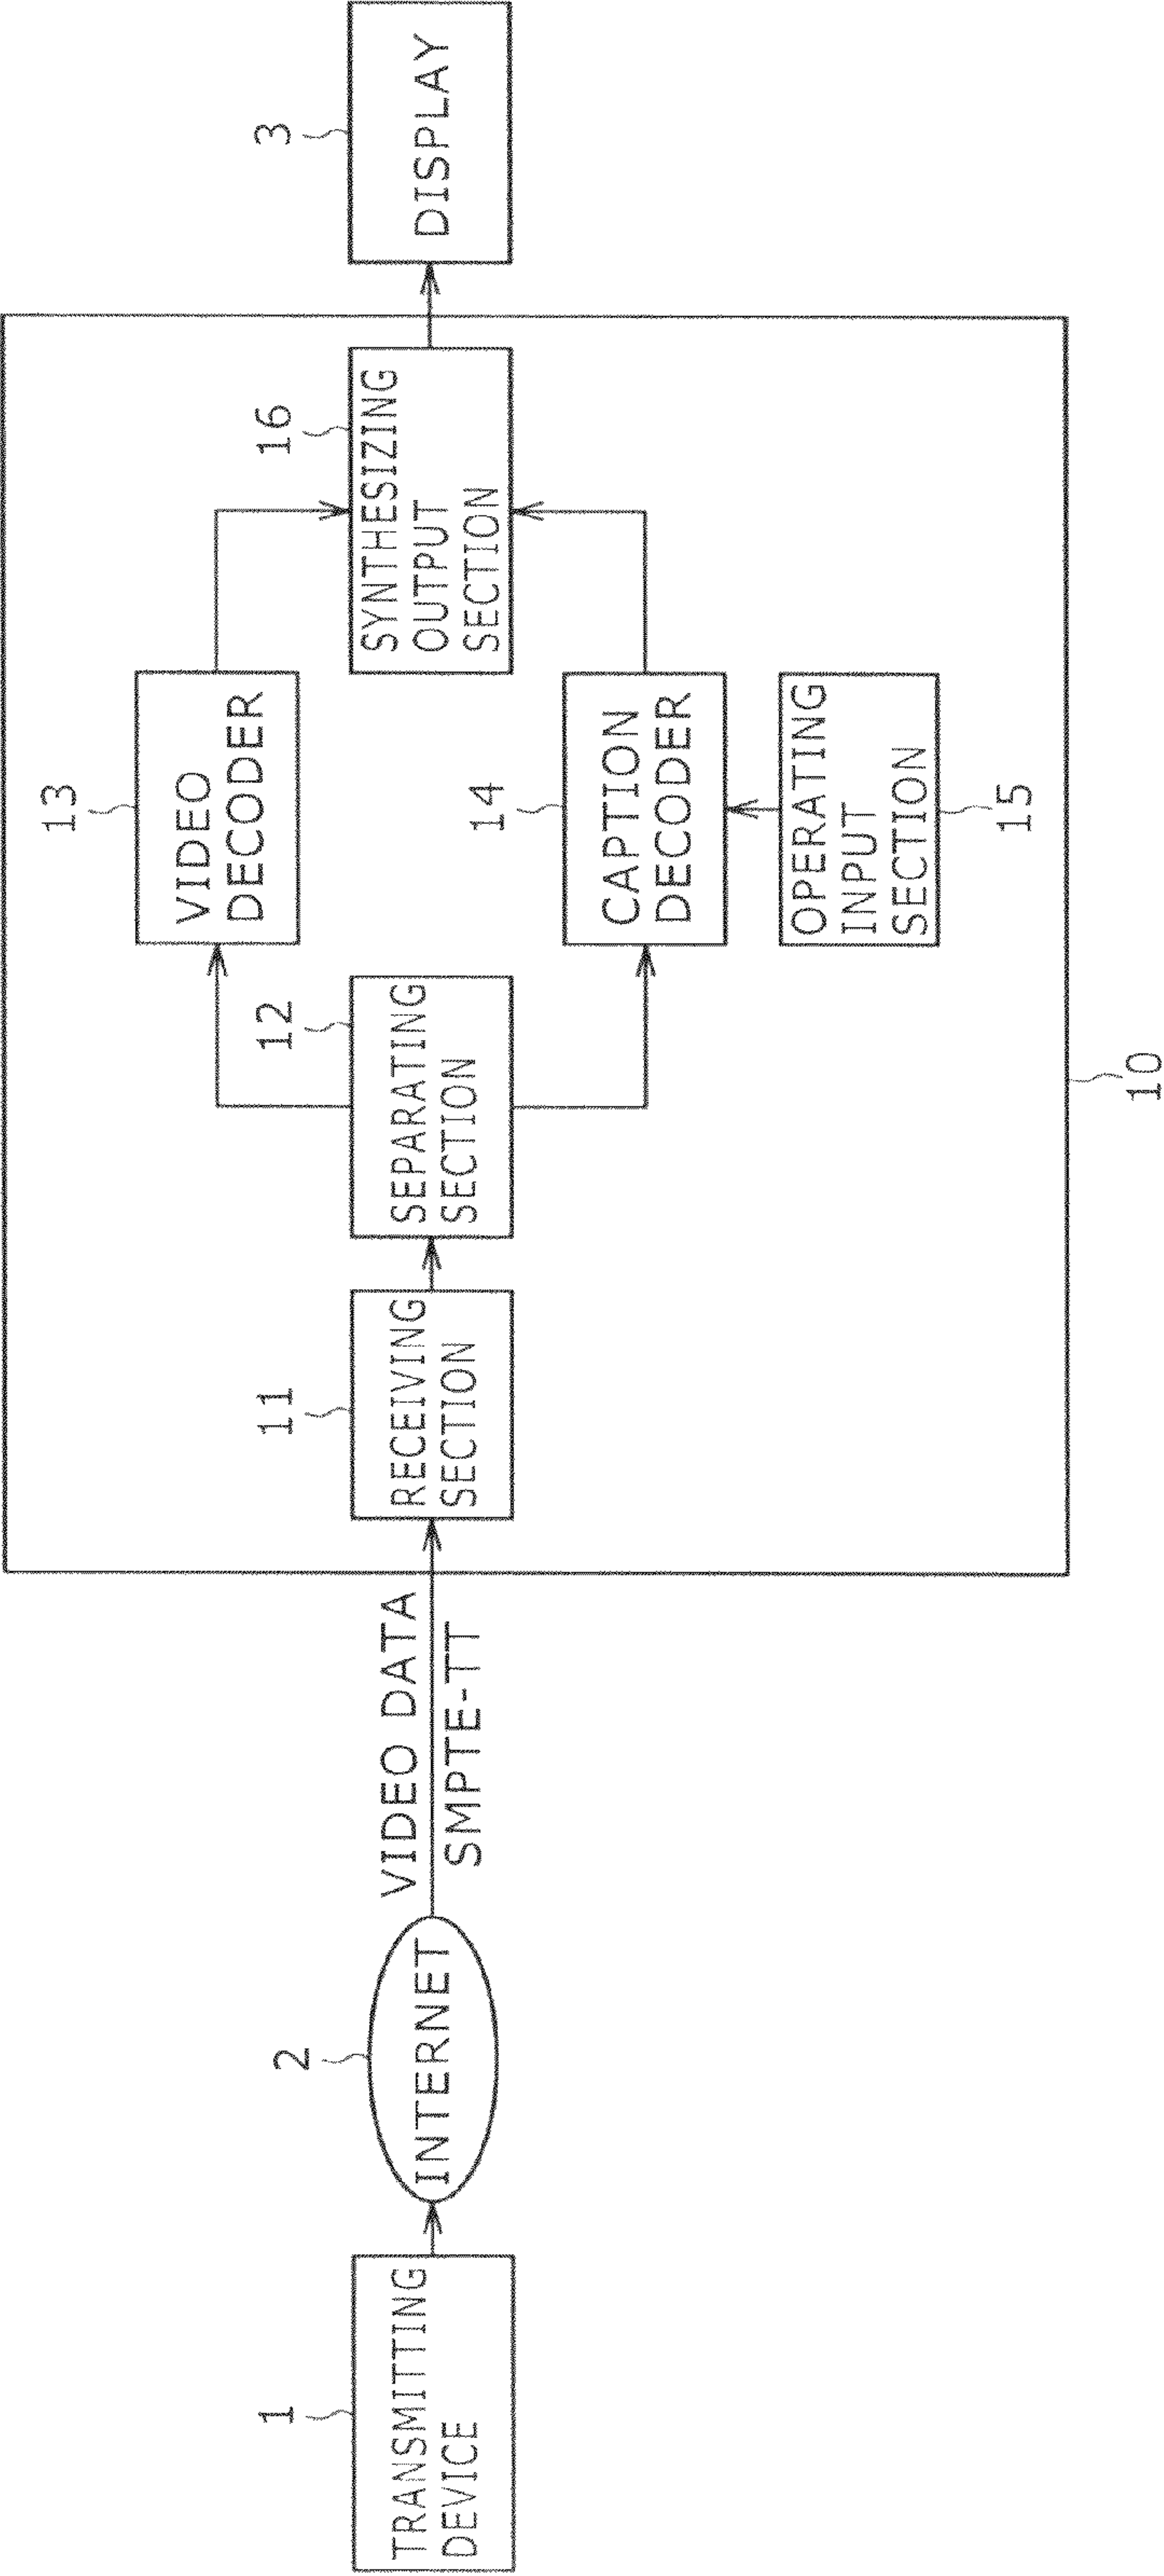 1
TRANSMITTING
DEVICE
2
INTERNET
VIDEO DATA
SMPTE-TT
11
RECEIVING
SECTION
12
SEPARATING
SECTION
13
VIDEO
DECODER
14
CAPTION
DECODER
OPERATING
INPUT
SECTION
15
16
SYNTHESIZING
OUTPUT
SECTION
10
3
DISPLAY